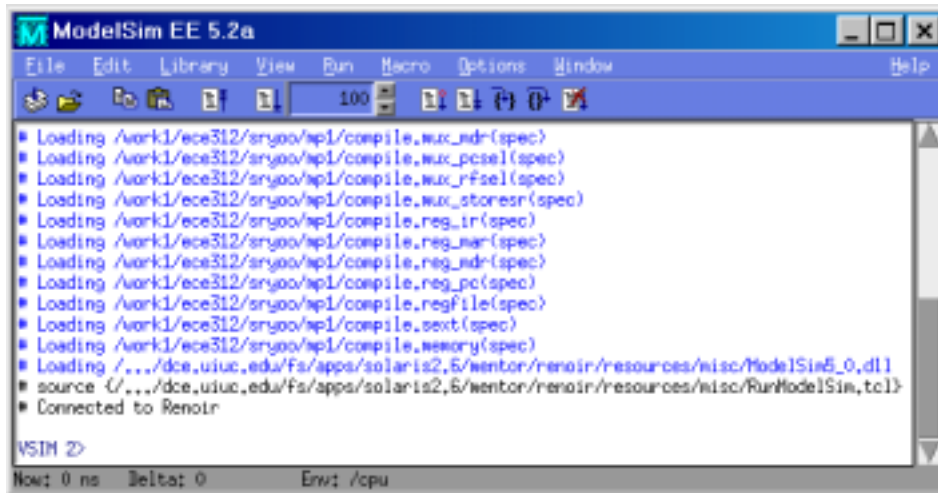 ModelSim EE 5.2a
File Edit Library View Run Macro Options Window Help
100
# Loading /work1/ece312/sryoo/mp1/compile.mux_mdr(spec)
# Loading /work1/ece312/sryoo/mp1/compile.mux_pcsel(spec)
# Loading /work1/ece312/sryoo/mp1/compile.mux_rfsel(spec)
# Loading /work1/ece312/sryoo/mp1/compile.mux_storesr(spec)
# Loading /work1/ece312/sryoo/mp1/compile.reg_ir(spec)
# Loading /work1/ece312/sryoo/mp1/compile.reg_mar(spec)
# Loading /work1/ece312/sryoo/mp1/compile.reg_mdr(spec)
# Loading /work1/ece312/sryoo/mp1/compile.reg_pc(spec)
# Loading /work1/ece312/sryoo/mp1/compile.regfile(spec)
# Loading /work1/ece312/sryoo/mp1/compile.sext(spec)
# Loading /work1/ece312/sryoo/mp1/compile.memory(spec)
# Loading /.../dce.uiuc.edu/fs/apps/solaris2.6/mentor/renoir/resources/misc/ModelSim5_0.dll
# source {/.../dce.uiuc.edu/fs/apps/solaris2.6/mentor/renoir/resources/misc/RunModelSim.tcl}
# Connected to Renoir
VSIM 2>
Now: 0 ns Delta: 0 Env: /cpu